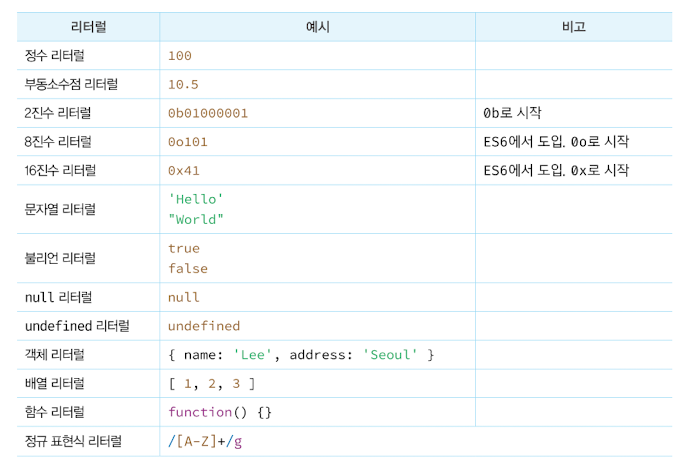 리터럴 예시 비고
정수 리터럴 100
부동소수점 리터럴 10.5
2진수 리터럴 0b01000001 0b로 시작
8진수 리터럴 0o101 ES6에서 도입. 0o로 시작
16진수 리터럴 0x41 ES6에서 도입. 0x로 시작
문자열 리터럴 'Hello'
"World"
불리언 리터럴 true
false
null 리터럴 null
undefined 리터럴 undefined
객체 리터럴 { name: 'Lee', address: 'Seoul' }
배열 리터럴 [ 1, 2, 3 ]
함수 리터럴 function() {}
정규 표현식 리터럴 /[A-Z]+/g